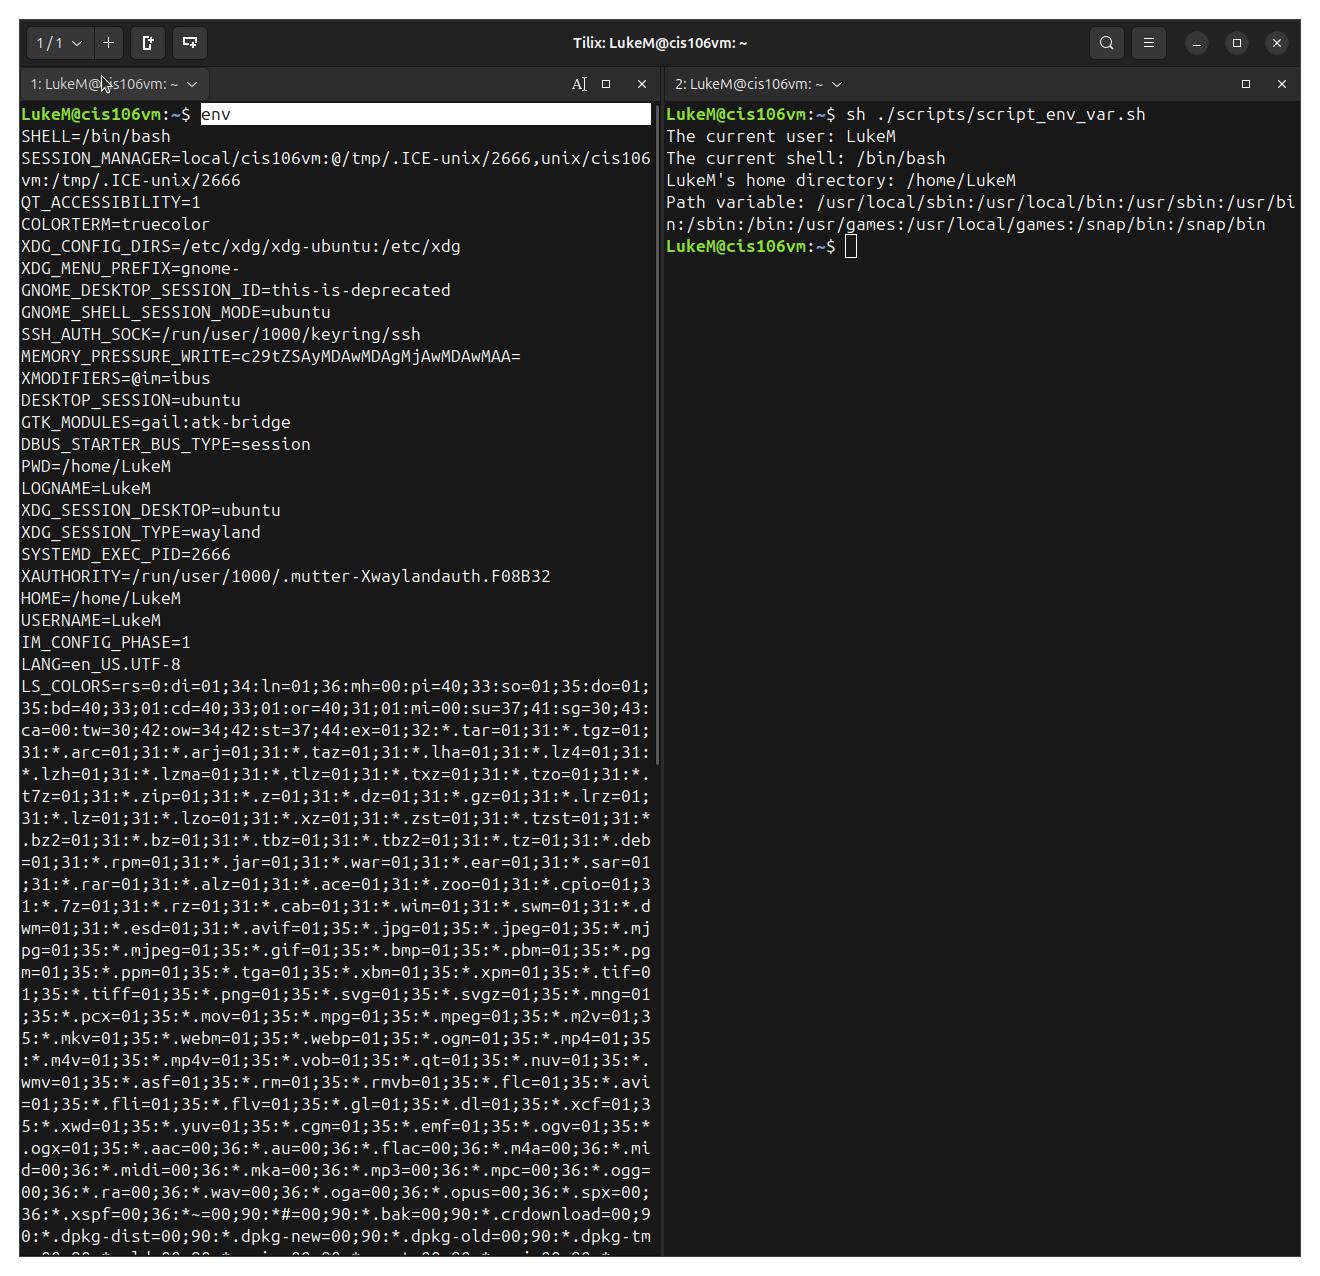 1 / 1
Tilix: LukeM@cis106vm: ~
1: LukeM@cis106vm: ~
2: LukeM@cis106vm: ~
LukeM@cis106vm:~$ env
SHELL=/bin/bash
SESSION_MANAGER=local/cis106vm:@/tmp/.ICE-unix/2666,unix/cis106
vm:/tmp/.ICE-unix/2666
QT_ACCESSIBILITY=1
COLORTERM=truecolor
XDG_CONFIG_DIRS=/etc/xdg/xdg-ubuntu:/etc/xdg
XDG_MENU_PREFIX=gnome-
GNOME_DESKTOP_SESSION_ID=this-is-deprecated
GNOME_SHELL_SESSION_MODE=ubuntu
SSH_AUTH_SOCK=/run/user/1000/keyring/ssh
MEMORY_PRESSURE_WRITE=c29tZSAyMDAwMDAgMjAwMDAwMAA=
XMODIFIERS=@im=ibus
DESKTOP_SESSION=ubuntu
GTK_MODULES=gail:atk-bridge
DBUS_STARTER_BUS_TYPE=session
PWD=/home/LukeM
LOGNAME=LukeM
XDG_SESSION_DESKTOP=ubuntu
XDG_SESSION_TYPE=wayland
SYSTEMD_EXEC_PID=2666
XAUTHORITY=/run/user/1000/.mutter-Xwaylandauth.F08B32
HOME=/home/LukeM
USERNAME=LukeM
IM_CONFIG_PHASE=1
LANG=en_US.UTF-8
LS_COLORS=rs=0:di=01;34:ln=01;36:mh=00:pi=40;33:so=01;35:do=01;
35:bd=40;33;01:cd=40;33;01:or=40;31;01:mi=00:su=37;41:sg=30;43:
ca=00:tw=30;42:ow=34;42:st=37;44:ex=01;32:*.tar=01;31:*.tgz=01;
31:*.arc=01;31:*.arj=01;31:*.taz=01;31:*.lha=01;31:*.lz4=01;31:
*.lzh=01;31:*.lzma=01;31:*.tlz=01;31:*.txz=01;31:*.tzo=01;31:*.
t7z=01;31:*.zip=01;31:*.z=01;31:*.dz=01;31:*.gz=01;31:*.lrz=01;
31:*.lz=01;31:*.lzo=01;31:*.xz=01;31:*.zst=01;31:*.tzst=01;31:*
.bz2=01;31:*.bz=01;31:*.tbz=01;31:*.tbz2=01;31:*.tz=01;31:*.deb
=01;31:*.rpm=01;31:*.jar=01;31:*.war=01;31:*.ear=01;31:*.sar=01
;31:*.rar=01;31:*.alz=01;31:*.ace=01;31:*.zoo=01;31:*.cpio=01;3
1:*.7z=01;31:*.rz=01;31:*.cab=01;31:*.wim=01;31:*.swm=01;31:*.d
wm=01;31:*.esd=01;31:*.avif=01;35:*.jpg=01;35:*.jpeg=01;35:*.mj
pg=01;35:*.mjpeg=01;35:*.gif=01;35:*.bmp=01;35:*.pbm=01;35:*.pg
m=01;35:*.ppm=01;35:*.tga=01;35:*.xbm=01;35:*.xpm=01;35:*.tif=0
1;35:*.tiff=01;35:*.png=01;35:*.svg=01;35:*.svgz=01;35:*.mng=01
;35:*.pcx=01;35:*.mov=01;35:*.mpg=01;35:*.mpeg=01;35:*.m2v=01;3
5:*.mkv=01;35:*.webm=01;35:*.webp=01;35:*.ogm=01;35:*.mp4=01;35
:*.m4v=01;35:*.mp4v=01;35:*.vob=01;35:*.qt=01;35:*.nuv=01;35:*.
wmv=01;35:*.asf=01;35:*.rm=01;35:*.rmvb=01;35:*.flc=01;35:*.avi
=01;35:*.fli=01;35:*.flv=01;35:*.gl=01;35:*.dl=01;35:*.xcf=01;3
5:*.xwd=01;35:*.yuv=01;35:*.cgm=01;35:*.emf=01;35:*.ogv=01;35:*
.ogx=01;35:*.aac=00;36:*.au=00;36:*.flac=00;36:*.m4a=00;36:*.mi
d=00;36:*.midi=00;36:*.mka=00;36:*.mp3=00;36:*.mpc=00;36:*.ogg=
00;36:*.ra=00;36:*.wav=00;36:*.oga=00;36:*.opus=00;36:*.spx=00;
36:*.xspf=00;36:*~=00;90:*#=00;90:*.bak=00;90:*.crdownload=00;9
0:*.dpkg-dist=00;90:*.dpkg-new=00;90:*.dpkg-old=00;90:*.dpkg-tm
LukeM@cis106vm:~$ sh ./scripts/script_env_var.sh
The current user: LukeM
The current shell: /bin/bash
LukeM's home directory: /home/LukeM
Path variable: /usr/local/sbin:/usr/local/bin:/usr/sbin:/usr/bi
n:/sbin:/bin:/usr/games:/usr/local/games:/snap/bin:/snap/bin
LukeM@cis106vm:~$